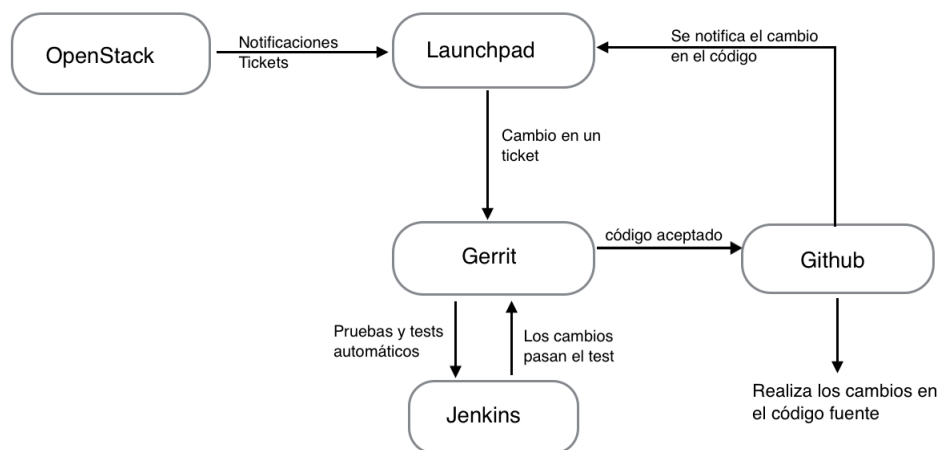 OpenStack
Notificaciones
Tickets
Launchpad
Se notifica el cambio
en el código
Cambio en un
ticket
Gerrit
código aceptado
Github
Pruebas y tests
automáticos
Los cambios
pasan el test
Jenkins
Realiza los cambios en
el código fuente